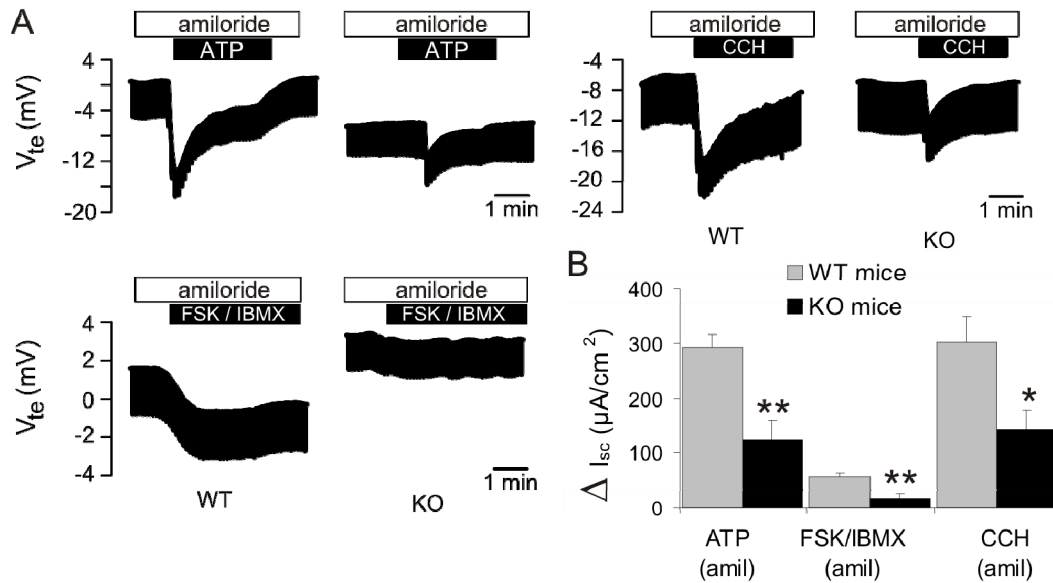 A
amiloride
ATP
amiloride
ATP
amiloride
CCH
amiloride
CCH
Vte (mV)
4
-4
-12
-20
1 min
-4
-8
-12
-16
-20
-24
1 min
WT
KO
amiloride
FSK / IBMX
amiloride
FSK / IBMX
Vte (mV)
4
2
0
-2
-4
1 min
WT
KO
B
WT mice
KO mice
Δ Isc (µA/cm²)
400
300
200
100
0
**
**
*
ATP
(amil)
FSK/IBMX
(amil)
CCH
(amil)